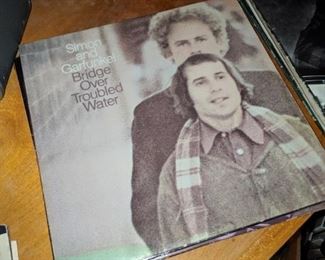 Simon
and
Garfunkel
Bridge
Over
Troubled
Water